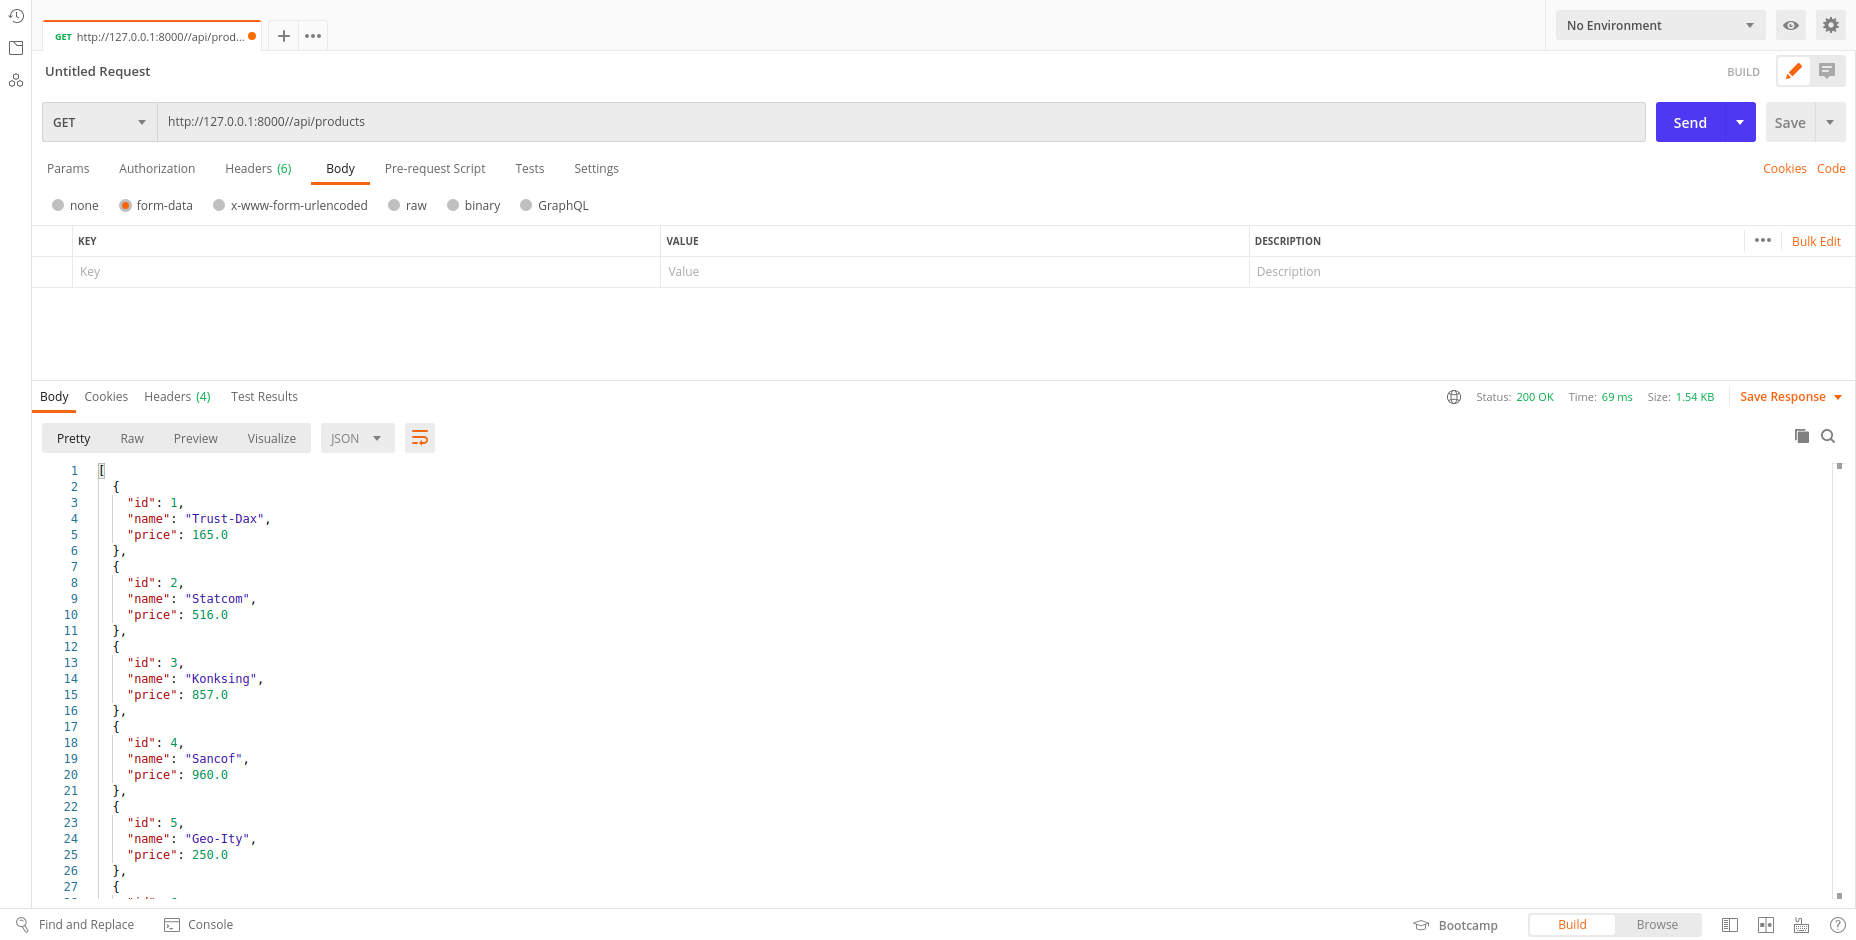 GET http://127.0.0.1:8000//api/prod...
No Environment
Untitled Request
BUILD
GET http://127.0.0.1:8000//api/products Send Save
Params Authorization Headers (6) Body Pre-request Script Tests Settings Cookies Code
none form-data x-www-form-urlencoded raw binary GraphQL
KEY VALUE DESCRIPTION Bulk Edit
Key Value Description
Body Cookies Headers (4) Test Results Status: 200 OK Time: 69 ms Size: 1.54 KB Save Response
Pretty Raw Preview Visualize JSON
1 [
2 {
3 "id": 1,
4 "name": "Trust-Dax",
5 "price": 165.0
6 },
7 {
8 "id": 2,
9 "name": "Statcom",
10 "price": 516.0
11 },
12 {
13 "id": 3,
14 "name": "Konksing",
15 "price": 857.0
16 },
17 {
18 "id": 4,
19 "name": "Sancof",
20 "price": 960.0
21 },
22 {
23 "id": 5,
24 "name": "Geo-Ity",
25 "price": 250.0
26 },
27 {
Find and Replace Console Bootcamp Build Browse